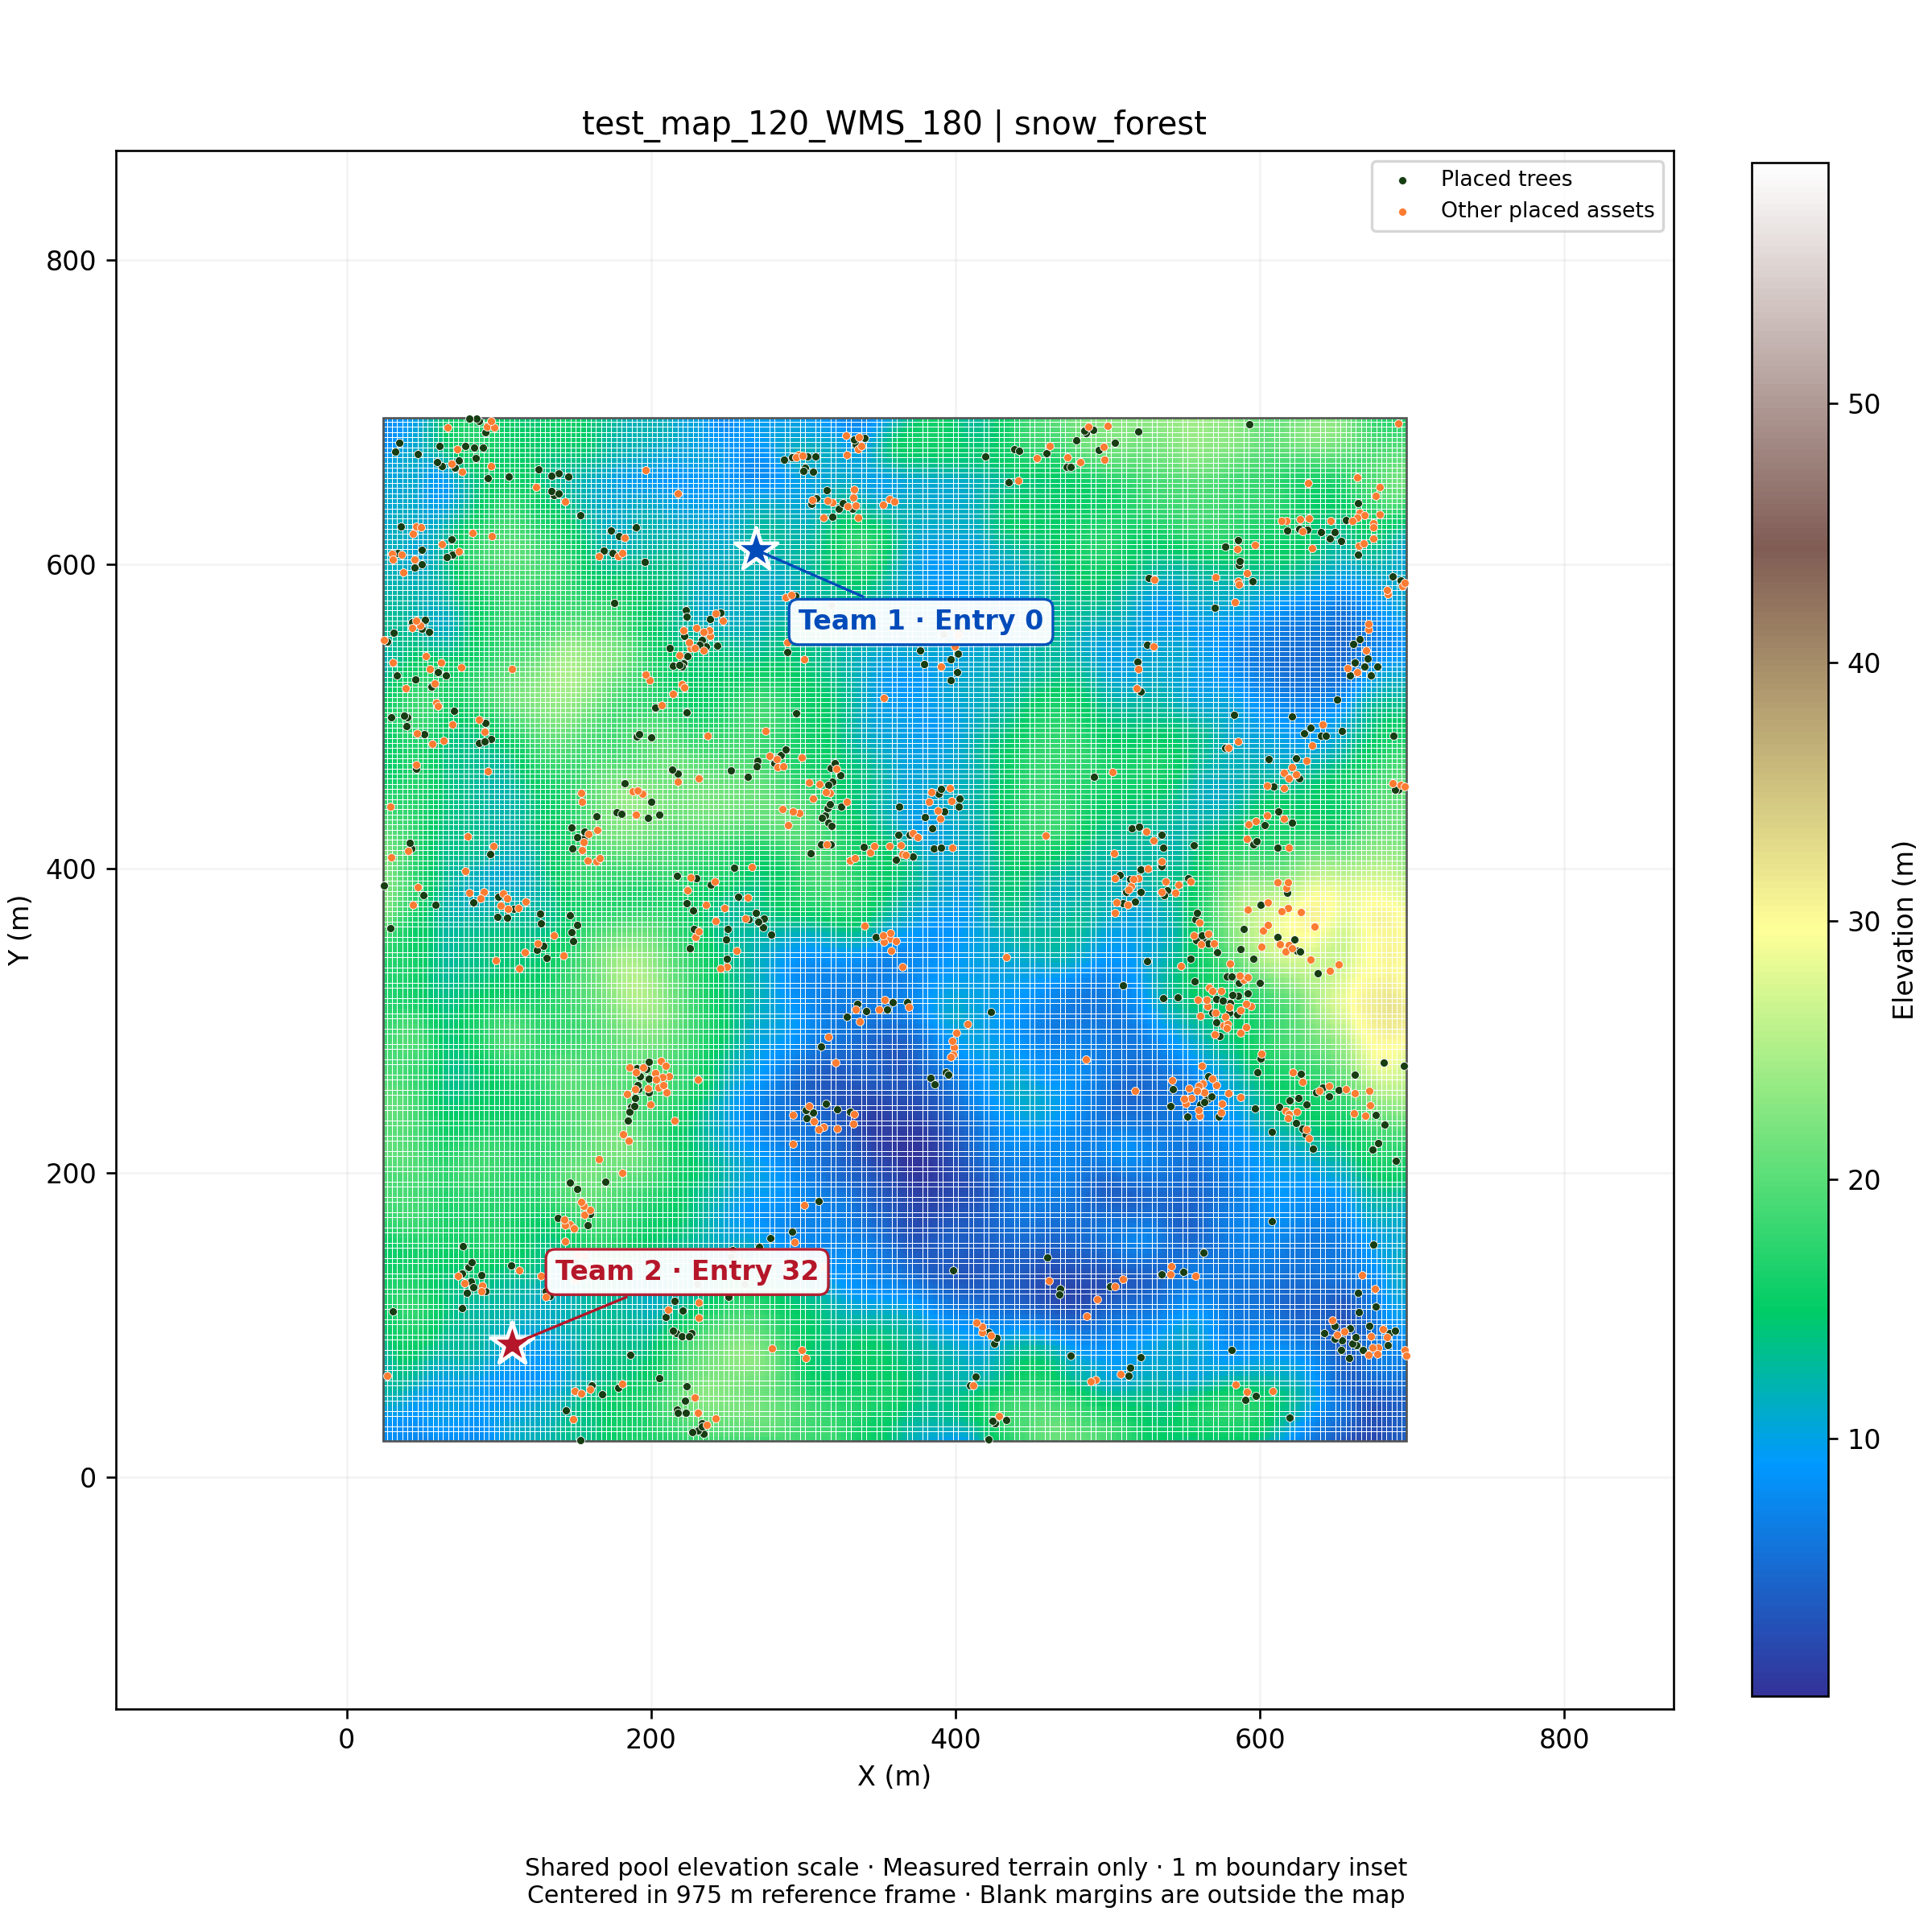 test_map_120_WMS_180 | snow_forest
Placed trees
Other placed assets
800
600
400
200
0
Y (m)
Team 1 · Entry 0
Team 2 · Entry 32
0
200
400
600
800
X (m)
50
40
30
20
10
Elevation (m)
Shared pool elevation scale · Measured terrain only · 1 m boundary inset
Centered in 975 m reference frame · Blank margins are outside the map